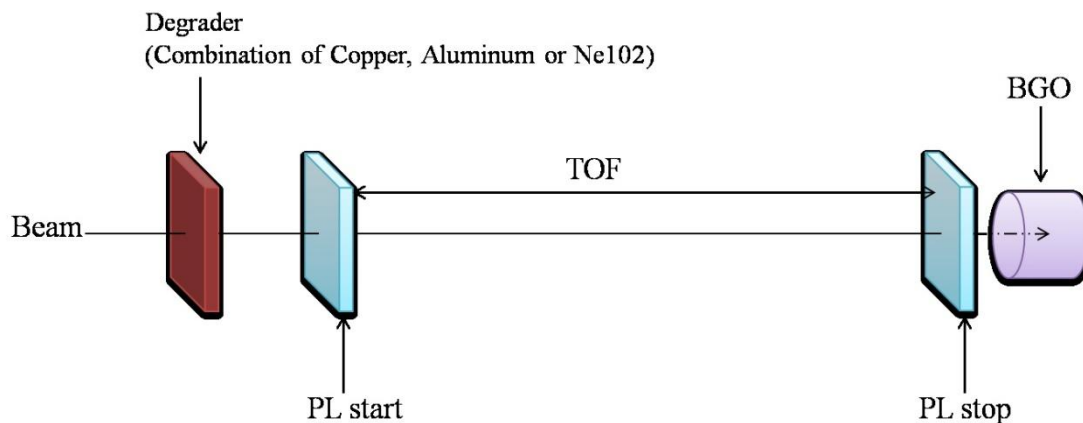 Degrader
(Combination of Copper, Aluminum or Ne102)
BGO
TOF
Beam
PL start
PL stop